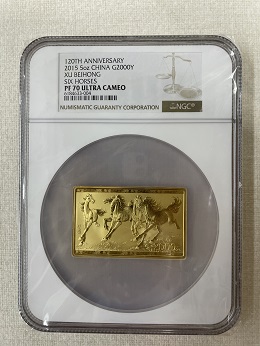 120TH ANNIVERSARY
2015 5oz CHINA G2000Y
XU BEIHONG
SIX HORSES
PF 70 ULTRA CAMEO
NUMISMATIC GUARANTY CORPORATION
NGC